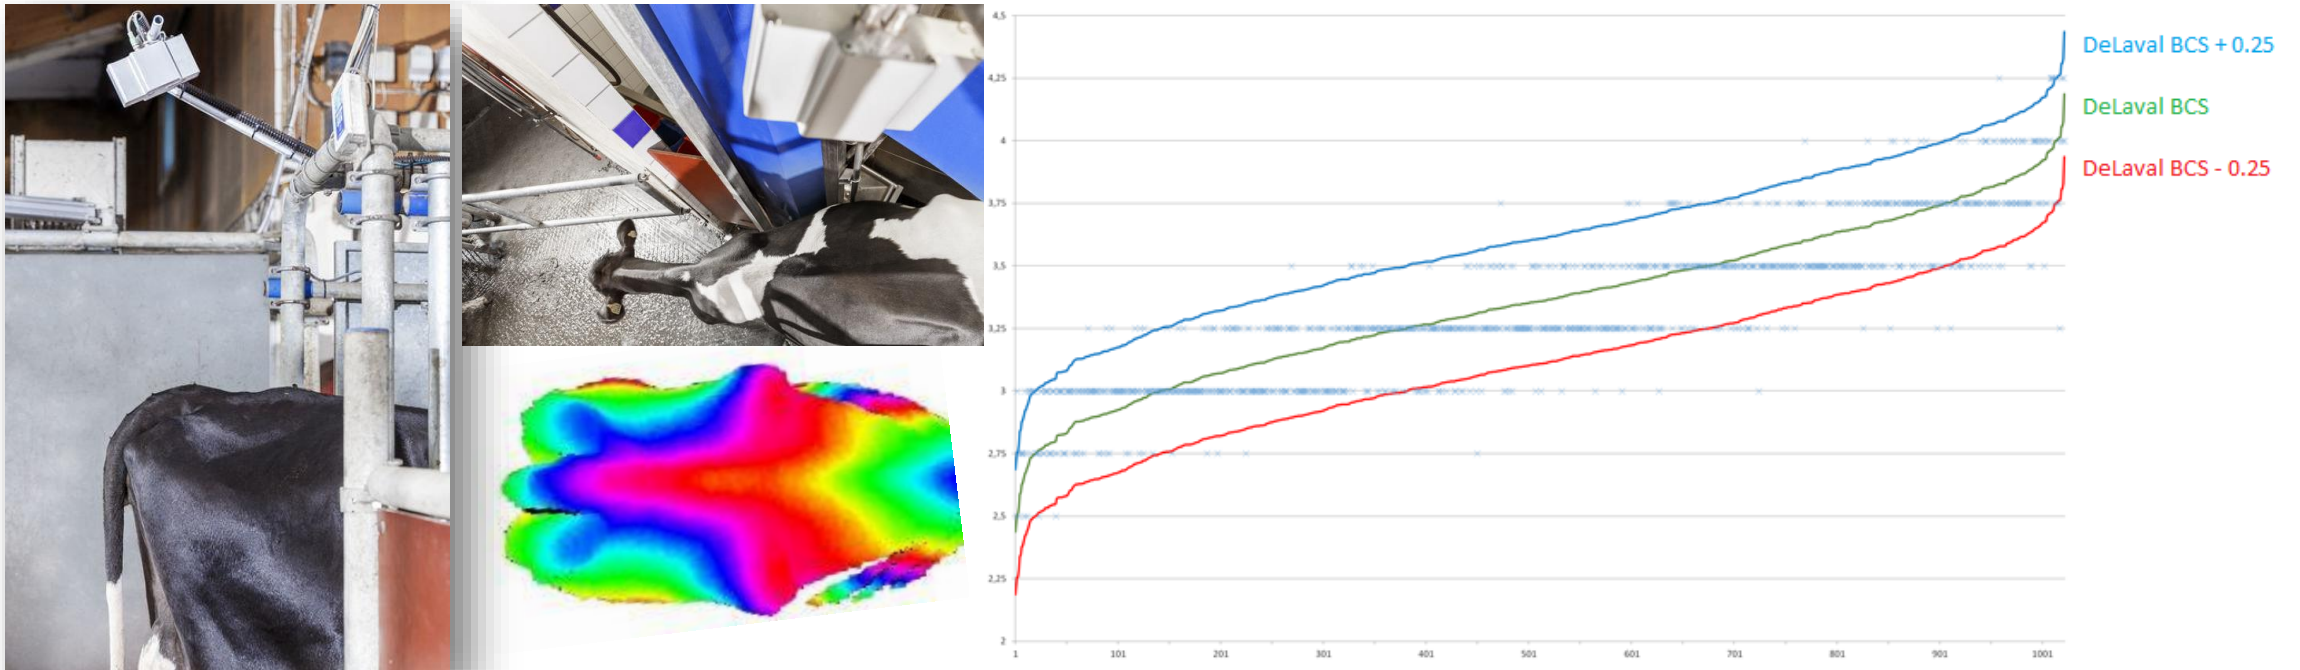 4,5
DeLaval BCS + 0.25
4,25
DeLaval BCS
4
DeLaval BCS - 0.25
3,75
3,5
3,25
3
2,75
2,5
2,25
2
1 101 201 301 401 501 601 701 801 901 1001